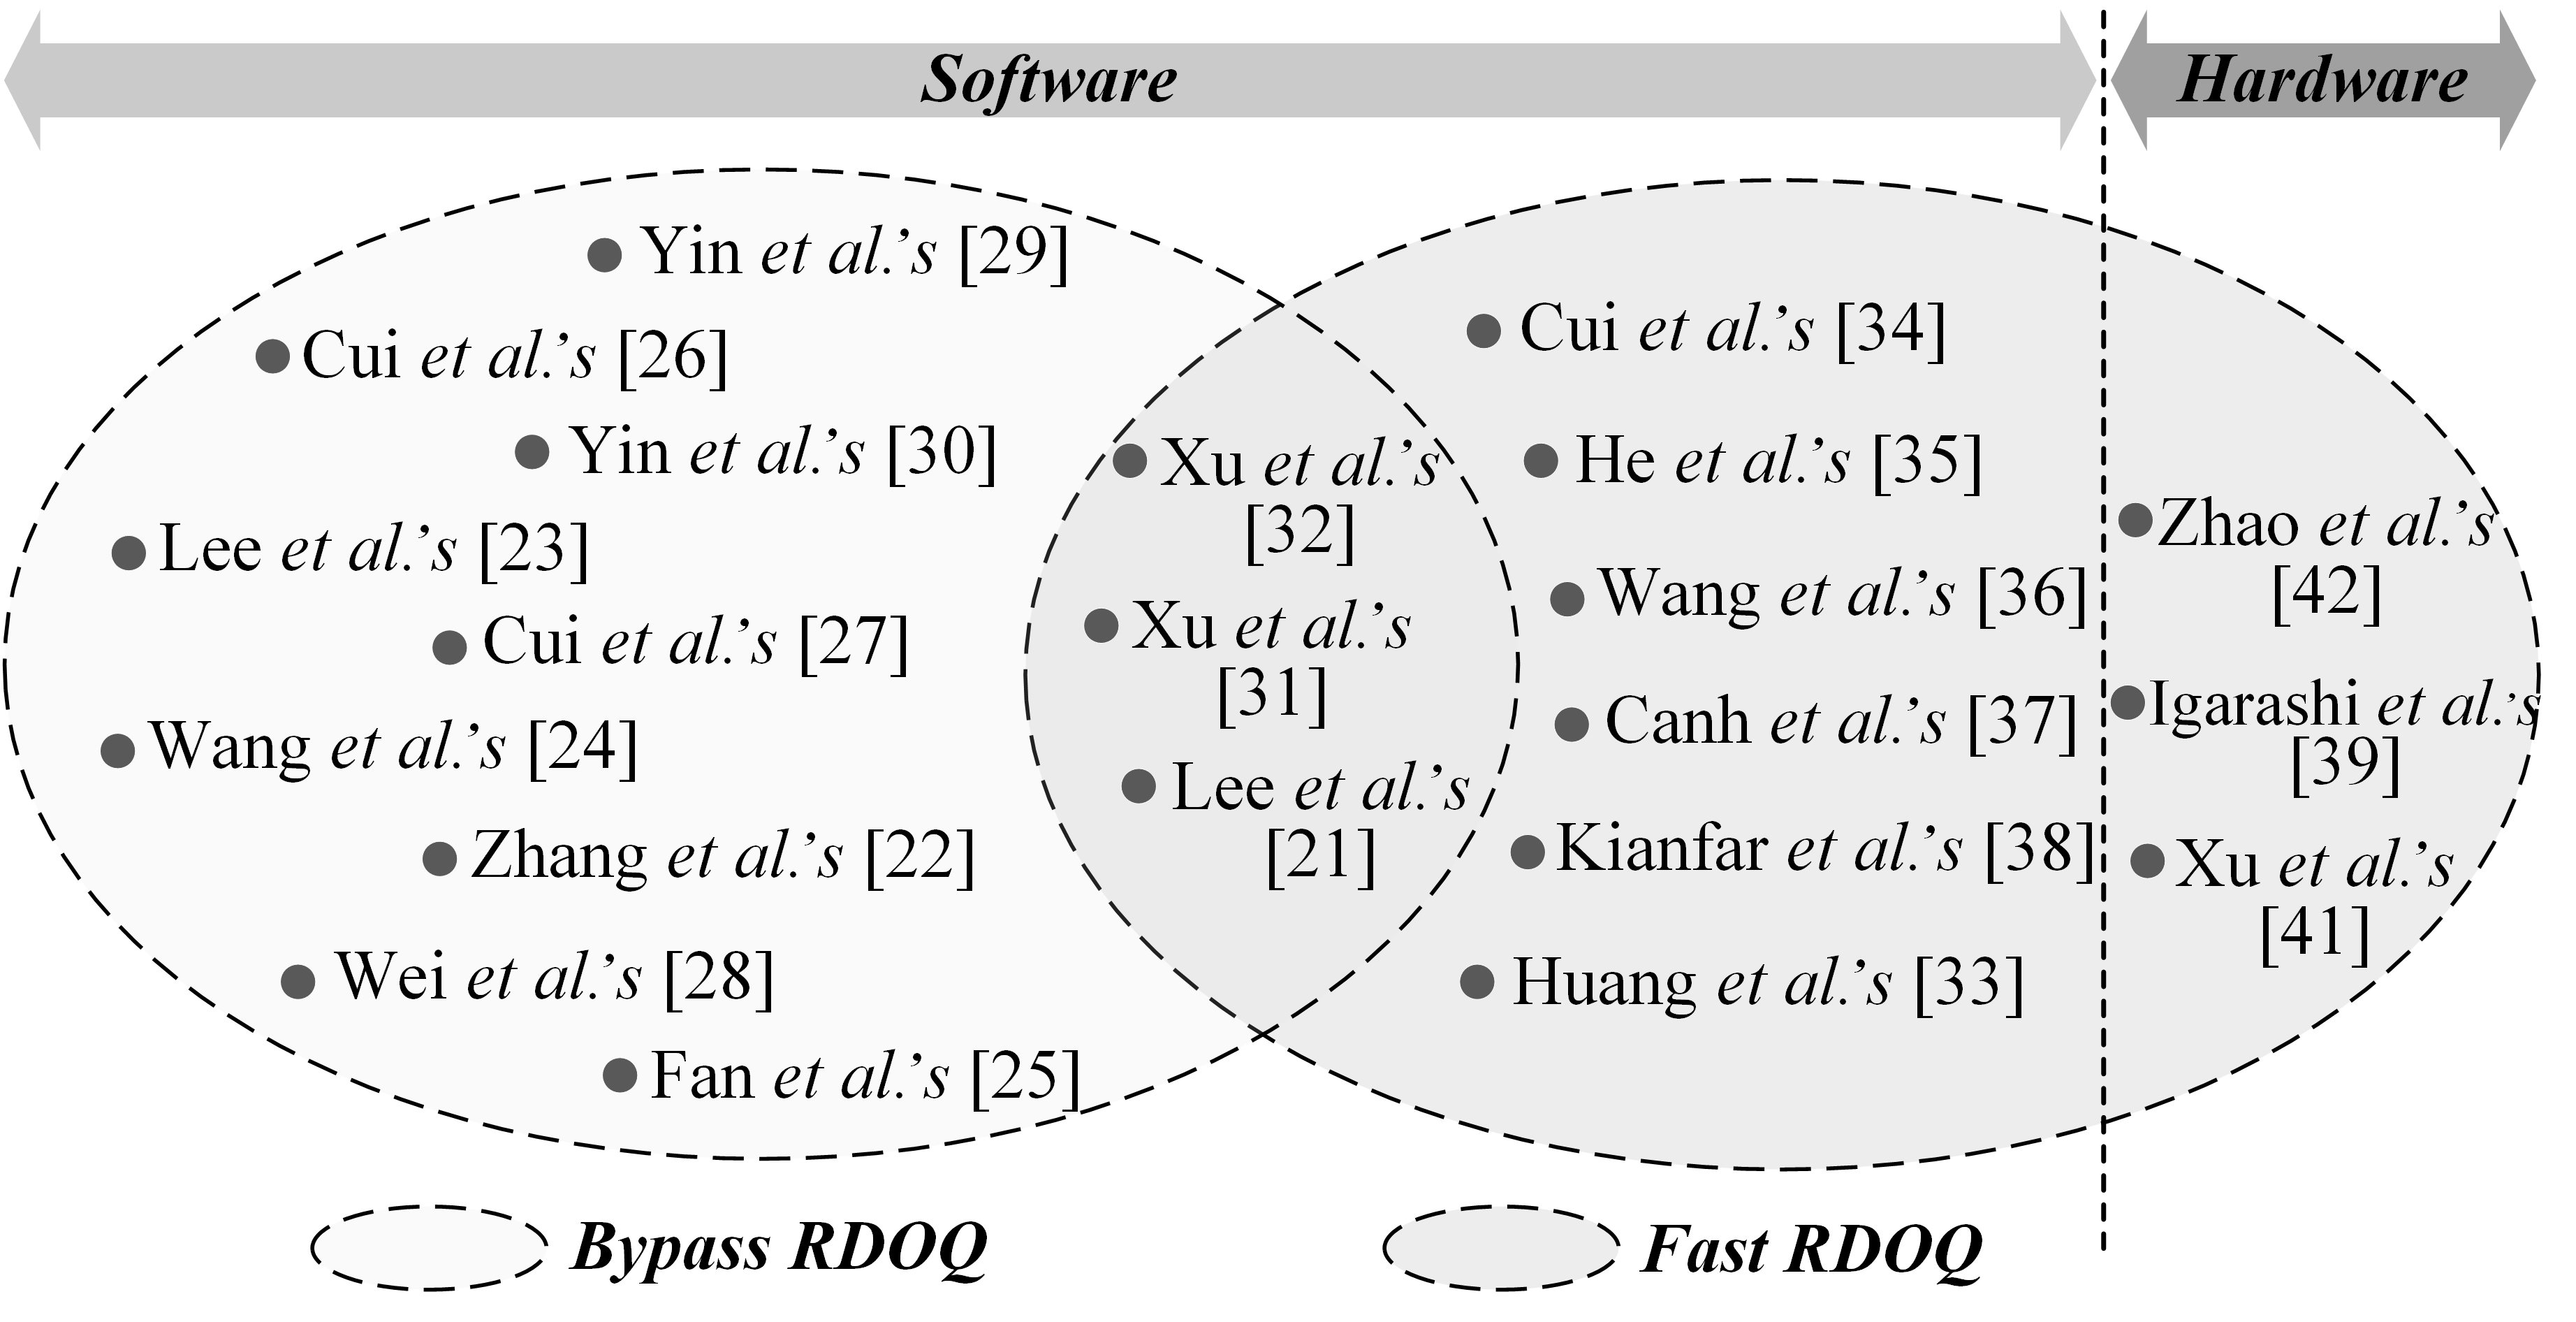 Software
Hardware
Yin et al.’s [29]
Cui et al.’s [26]
Yin et al.’s [30]
Lee et al.’s [23]
Cui et al.’s [27]
Wang et al.’s [24]
Zhang et al.’s [22]
Wei et al.’s [28]
Fan et al.’s [25]
Xu et al.’s
[32]
Xu et al.’s
[31]
Lee et al.’s
[21]
Cui et al.’s [34]
He et al.’s [35]
Wang et al.’s [36]
Canh et al.’s [37]
Kianfar et al.’s [38]
Huang et al.’s [33]
Zhao et al.’s
[42]
Igarashi et al.’s
[39]
Xu et al.’s
[41]
Bypass RDOQ
Fast RDOQ